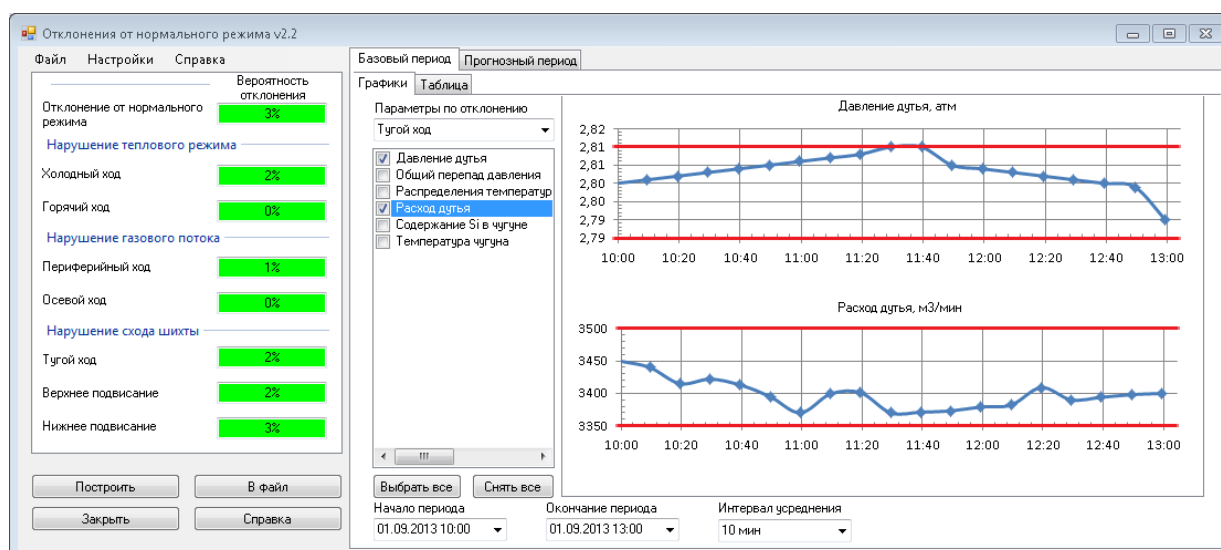 Отклонения от нормального режима v2.2
Файл Настройки Справка
Вероятность отклонения
Отклонение от нормального режима 3%
Нарушение теплового режима
Холодный ход 2%
Горячий ход 0%
Нарушение газового потока
Периферийный ход 1%
Осевой ход 0%
Нарушение схода шихты
Тугой ход 2%
Верхнее подвисание 2%
Нижнее подвисание 3%
Построить В файл
Закрыть Справка
Базовый период Прогнозный период
Графики Таблица
Параметры по отклонению
Тугой ход
Давление дутья
Общий перепад давления
Распределения температур
Расход дутья
Содержание Si в чугуне
Температура чугуна
Выбрать все Снять все
Давление дутья, атм
2,82
2,81
2,81
2,80
2,80
2,79
2,79
10:00 10:20 10:40 11:00 11:20 11:40 12:00 12:20 12:40 13:00
Расход дутья, м3/мин
3500
3450
3400
3350
10:00 10:20 10:40 11:00 11:20 11:40 12:00 12:20 12:40 13:00
Начало периода Окончание периода Интервал усреднения
01.09.2013 10:00 01.09.2013 13:00 10 мин